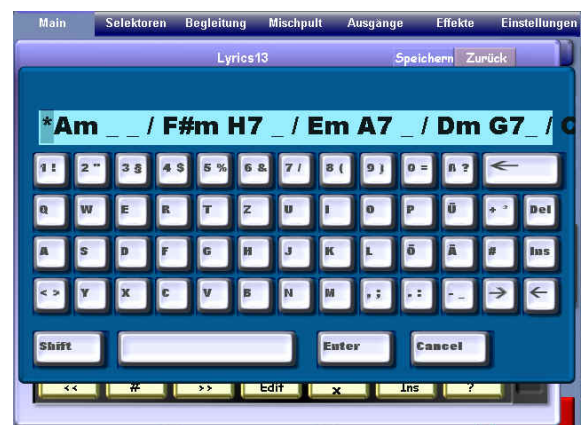 Main Selektoren Begleitung Mischpult Ausgänge Effekte Einstellungen
Lyrics13 Speichern Zurück
*Am _ _ / F#m H7 _ / Em A7 _ / Dm G7_ / C
1 ! 2 " 3 § 4 $ 5 % 6 & 7 / 8 ( 9 ) 0 = ß ? ←
Q W E R T Z U I O P Ü + * Del
A S D F G H J K L Ö Ä # Ins
< > Y X C V B N M , ; . : - _ → ←
Shift Enter Cancel
<< # >> Edit x Ins ?